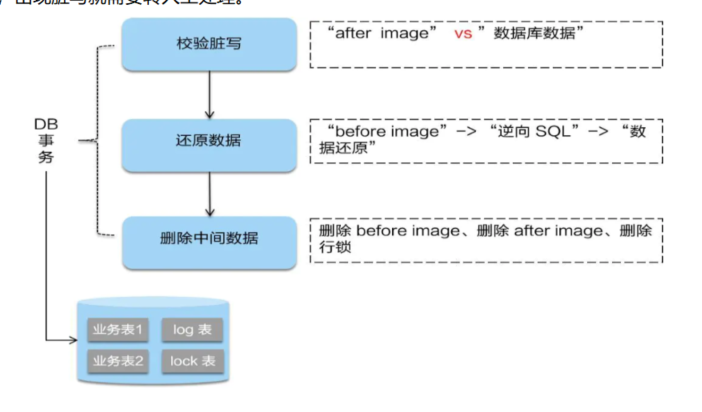 出现脏写就需要转人工处理。
校验脏写
“after image” vs ”数据库数据”
DB
事
务
还原数据
“before image”-> “逆向 SQL”-> “数
据还原”
删除中间数据
删除 before image、删除 after image、删除
行锁
业务表1
log 表
业务表2
lock 表